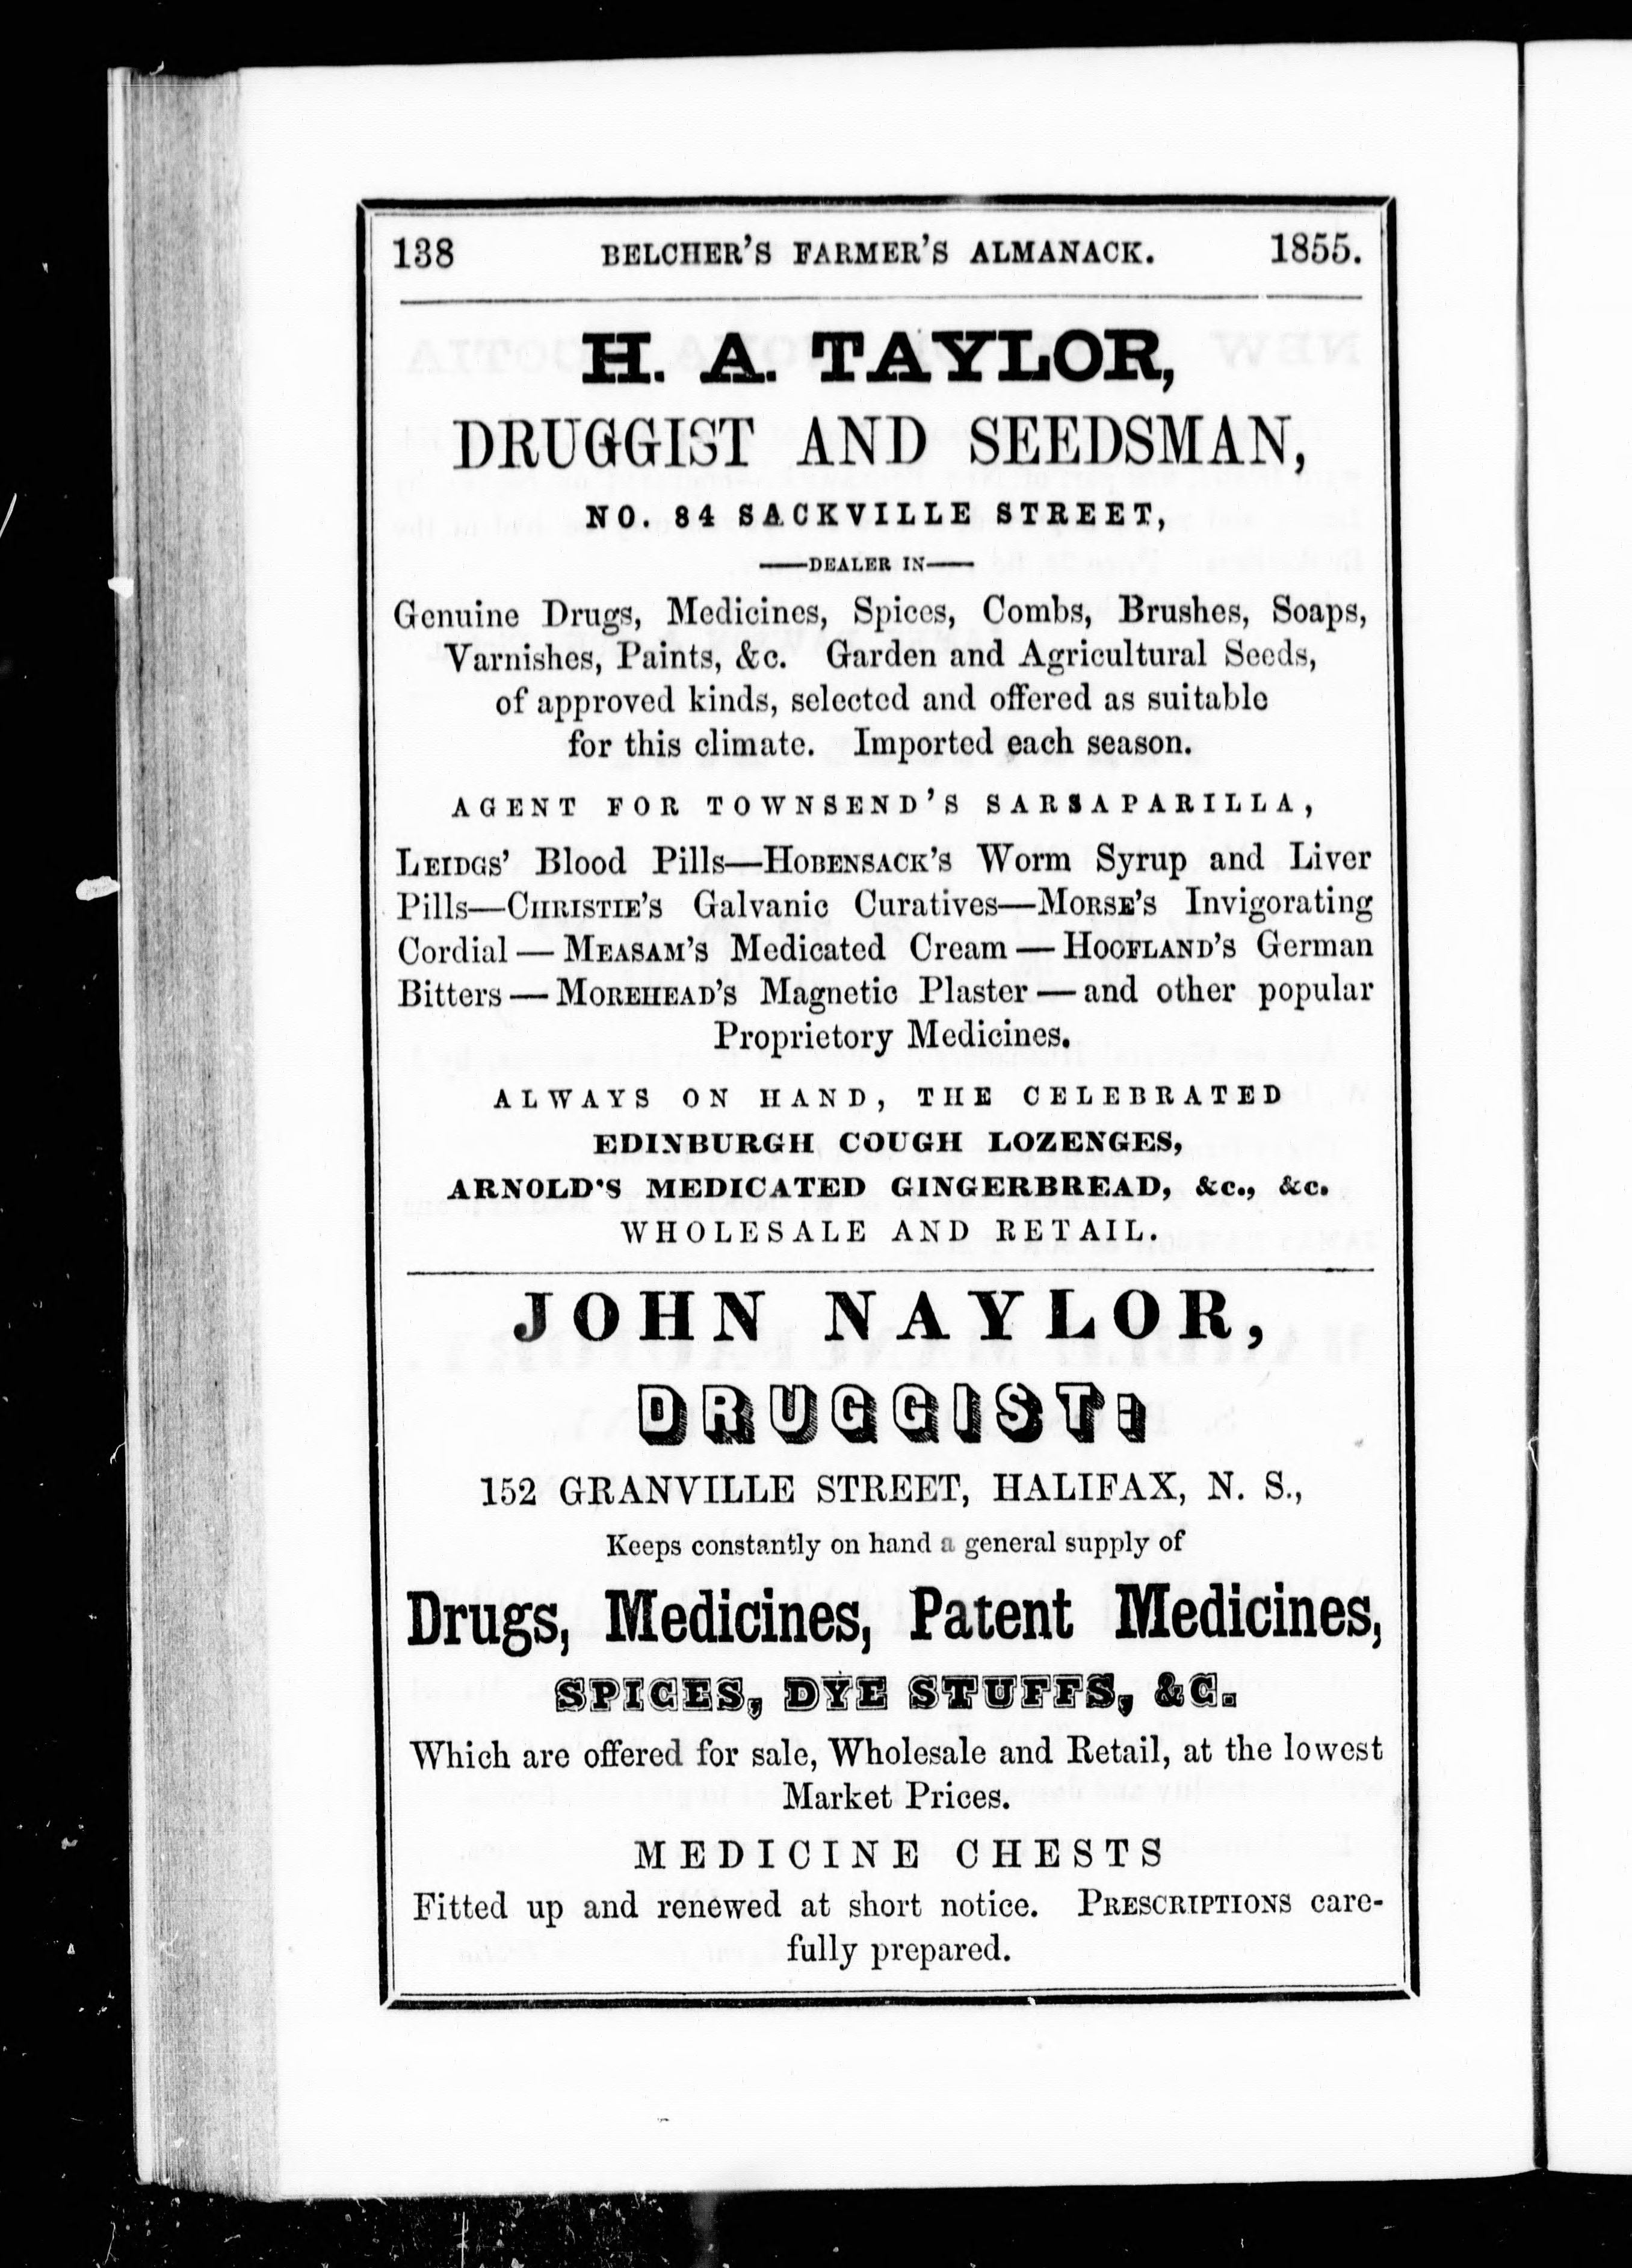 138 BELCHER'S FARMER'S ALMANACK. 1855.
H. A. TAYLOR,
DRUGGIST AND SEEDSMAN,
NO. 84 SACKVILLE STREET,
——DEALER IN——
Genuine Drugs, Medicines, Spices, Combs, Brushes, Soaps,
Varnishes, Paints, &c. Garden and Agricultural Seeds,
of approved kinds, selected and offered as suitable
for this climate. Imported each season.
AGENT FOR TOWNSEND'S SARSAPARILLA,
LEIDGS' Blood Pills—HOBENSACK'S Worm Syrup and Liver
Pills—CHRISTIE'S Galvanic Curatives—MORSE'S Invigorating
Cordial — MEASAM'S Medicated Cream — HOOFLAND'S German
Bitters — MOREHEAD'S Magnetic Plaster — and other popular
Proprietory Medicines.
ALWAYS ON HAND, THE CELEBRATED
EDINBURGH COUGH LOZENGES,
ARNOLD'S MEDICATED GINGERBREAD, &c., &c.
WHOLESALE AND RETAIL.
JOHN NAYLOR,
DRUGGIST:
152 GRANVILLE STREET, HALIFAX, N. S.,
Keeps constantly on hand a general supply of
Drugs, Medicines, Patent Medicines,
SPICES, DYE STUFFS, &C.
Which are offered for sale, Wholesale and Retail, at the lowest
Market Prices.
MEDICINE CHESTS
Fitted up and renewed at short notice. PRESCRIPTIONS care-
fully prepared.